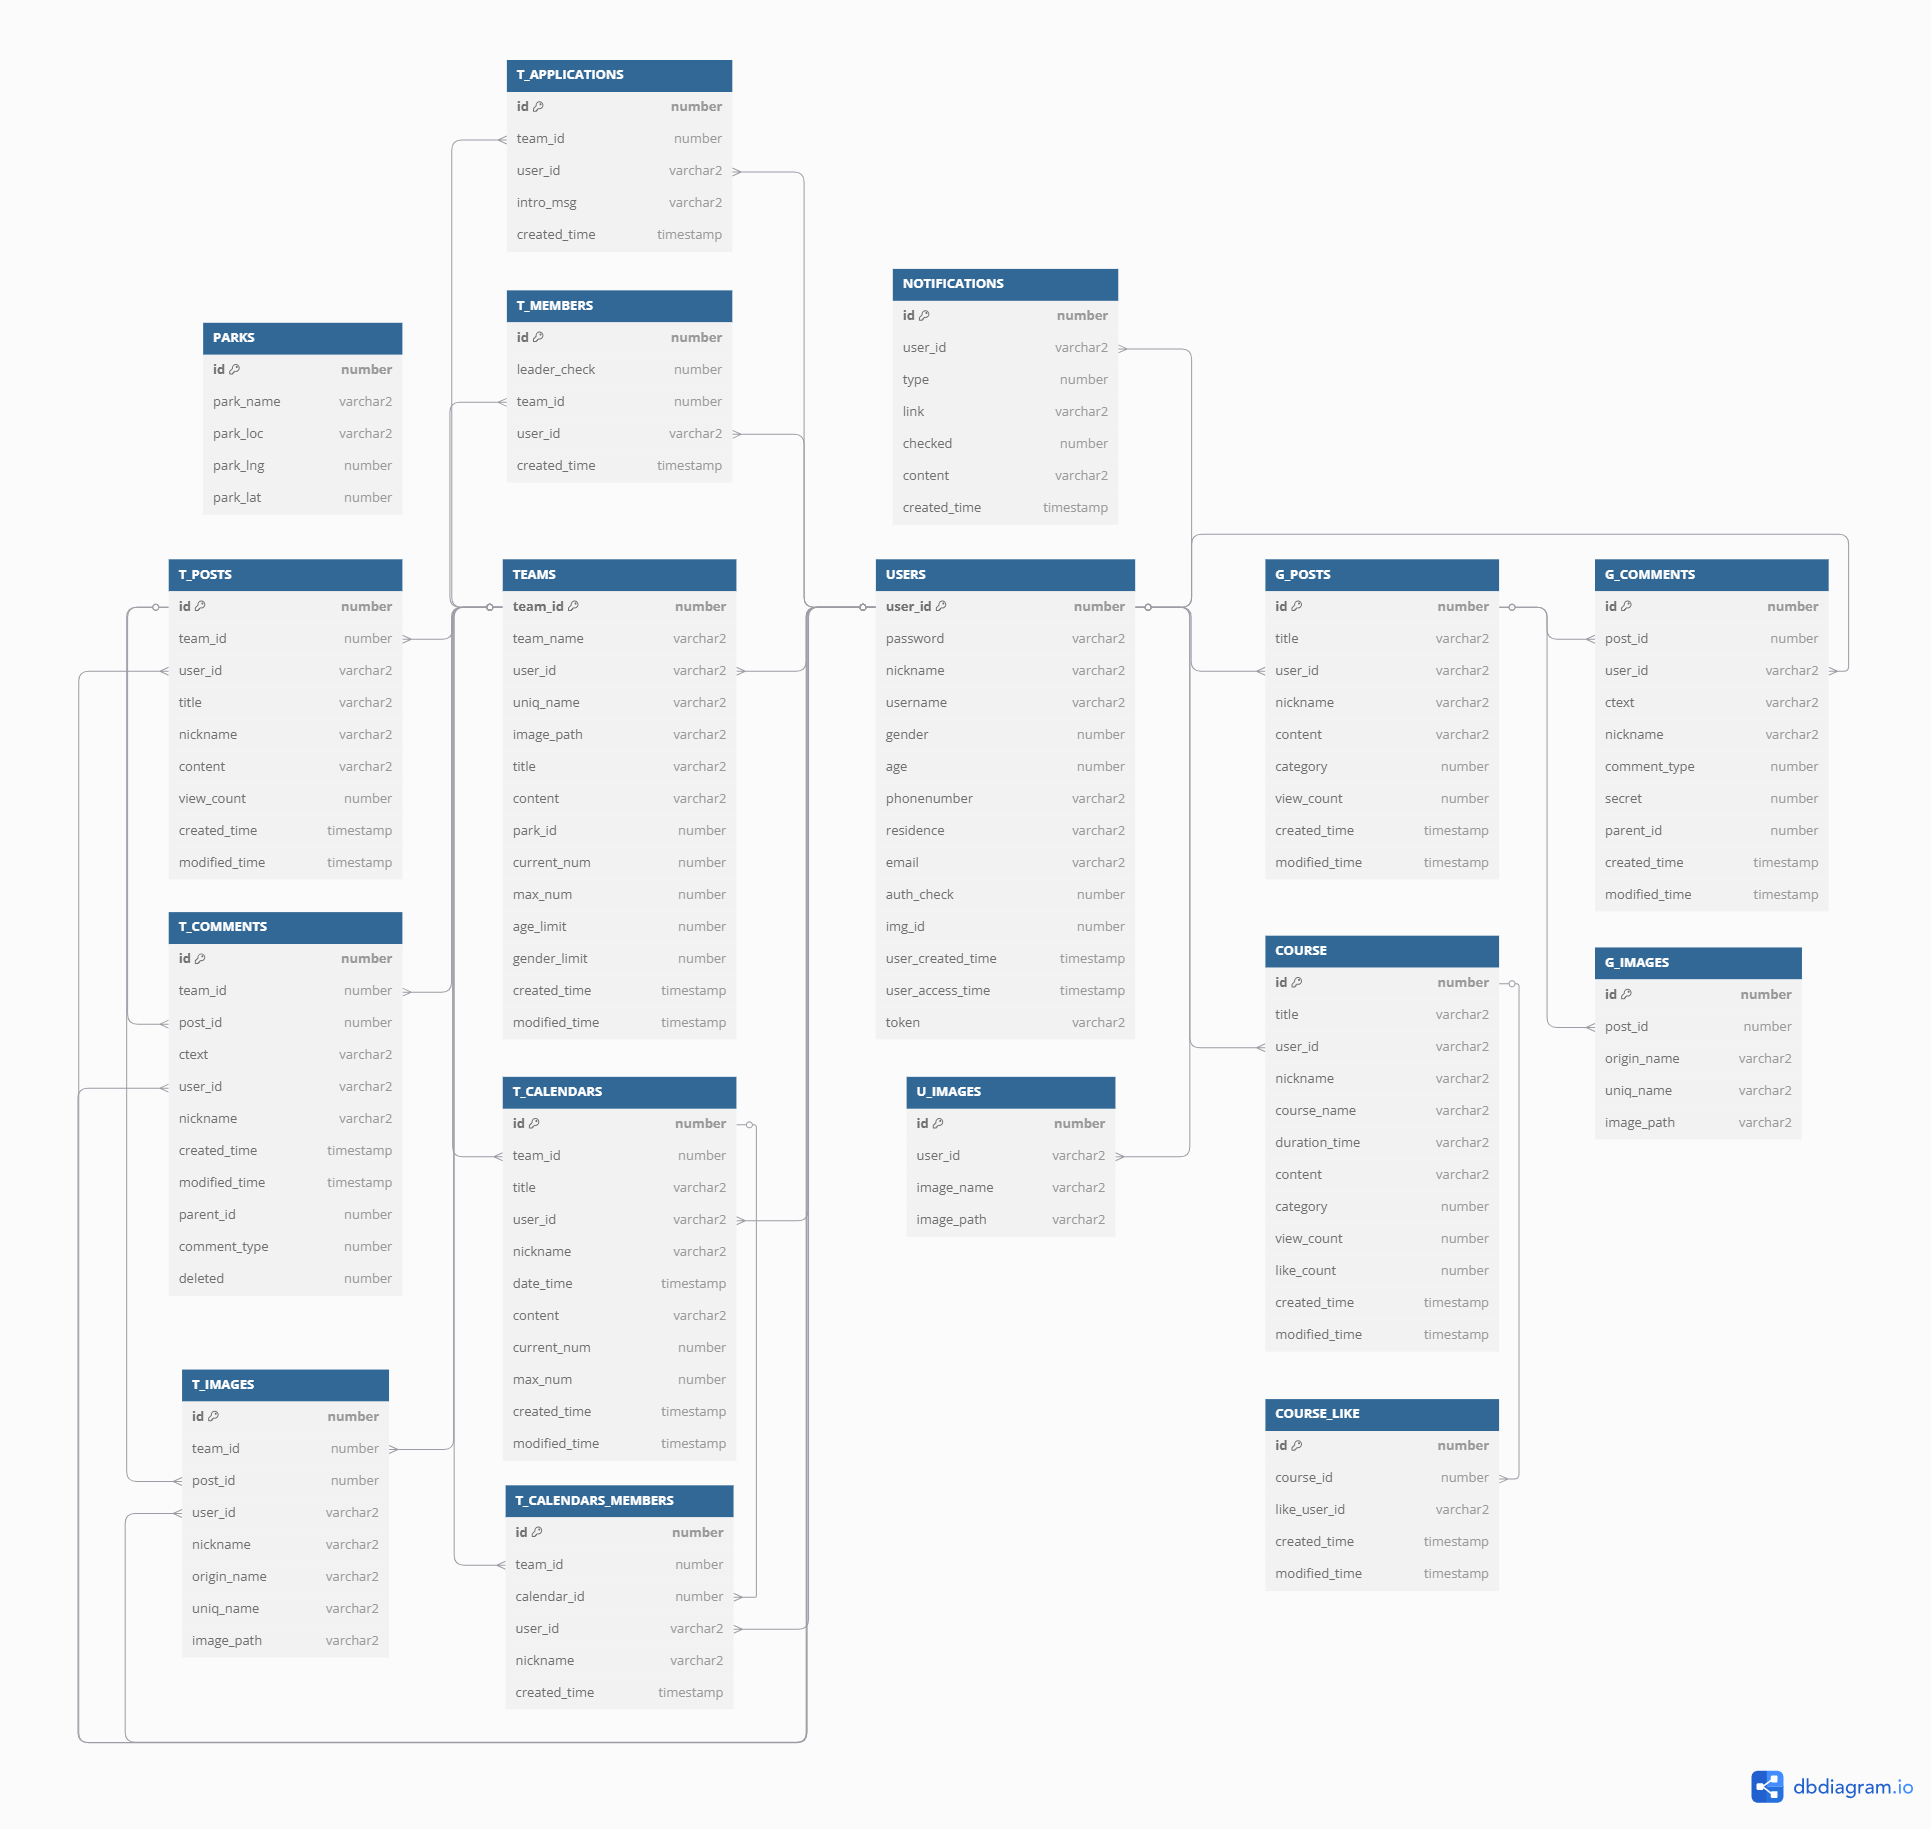 T_APPLICATIONS
id number
team_id number
user_id varchar2
intro_msg varchar2
created_time timestamp
T_MEMBERS
id number
leader_check number
team_id number
user_id varchar2
created_time timestamp
NOTIFICATIONS
id number
user_id varchar2
type number
link varchar2
checked number
content varchar2
created_time timestamp
PARKS
id number
park_name varchar2
park_loc varchar2
park_lng number
park_lat number
T_POSTS
id number
team_id number
user_id varchar2
title varchar2
nickname varchar2
content varchar2
view_count number
created_time timestamp
modified_time timestamp
TEAMS
team_id number
team_name varchar2
user_id varchar2
uniq_name varchar2
image_path varchar2
title varchar2
content varchar2
park_id number
current_num number
max_num number
age_limit number
gender_limit number
created_time timestamp
modified_time timestamp
USERS
user_id number
password varchar2
nickname varchar2
username varchar2
gender number
age number
phonenumber varchar2
residence varchar2
email varchar2
auth_check number
img_id number
user_created_time timestamp
user_access_time timestamp
token varchar2
G_POSTS
id number
title varchar2
user_id varchar2
nickname varchar2
content varchar2
category number
view_count number
created_time timestamp
modified_time timestamp
G_COMMENTS
id number
post_id number
user_id varchar2
ctext varchar2
nickname varchar2
comment_type number
secret number
parent_id number
created_time timestamp
modified_time timestamp
T_COMMENTS
id number
team_id number
post_id number
ctext varchar2
user_id varchar2
nickname varchar2
created_time timestamp
modified_time timestamp
parent_id number
comment_type number
deleted number
T_CALENDARS
id number
team_id number
title varchar2
user_id varchar2
nickname varchar2
date_time timestamp
content varchar2
current_num number
max_num number
created_time timestamp
modified_time timestamp
U_IMAGES
id number
user_id varchar2
image_name varchar2
image_path varchar2
COURSE
id number
title varchar2
user_id varchar2
nickname varchar2
course_name varchar2
duration_time varchar2
content varchar2
category number
view_count number
like_count number
created_time timestamp
modified_time timestamp
G_IMAGES
id number
post_id number
origin_name varchar2
uniq_name varchar2
image_path varchar2
T_IMAGES
id number
team_id number
post_id number
user_id varchar2
nickname varchar2
origin_name varchar2
uniq_name varchar2
image_path varchar2
T_CALENDARS_MEMBERS
id number
team_id number
calendar_id number
user_id varchar2
nickname varchar2
created_time timestamp
COURSE_LIKE
id number
course_id number
like_user_id varchar2
created_time timestamp
modified_time timestamp
dbdiagram.io